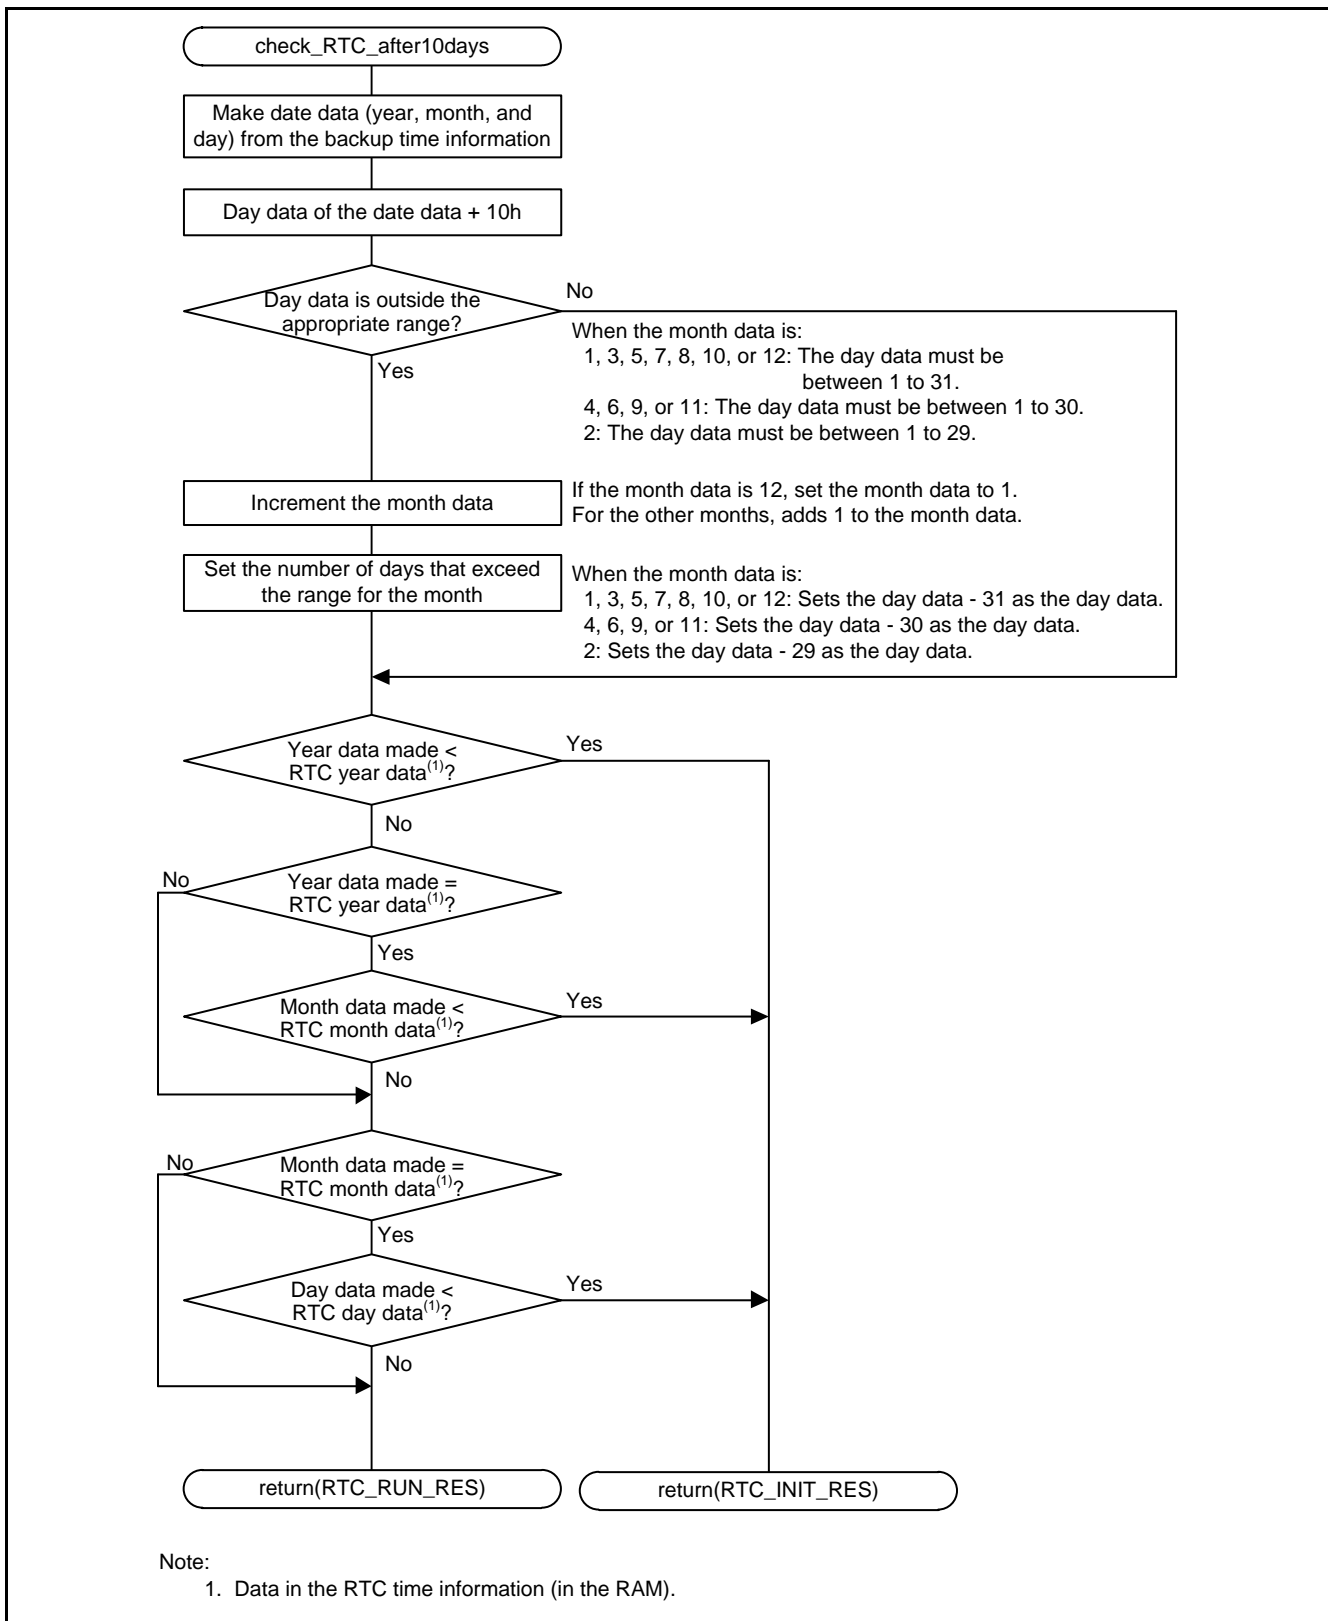 check_RTC_after10days
Make date data (year, month, and
day) from the backup time information
Day data of the date data + 10h
Day data is outside the
appropriate range?
No
Yes
When the month data is:
1, 3, 5, 7, 8, 10, or 12: The day data must be
between 1 to 31.
4, 6, 9, or 11: The day data must be between 1 to 30.
2: The day data must be between 1 to 29.
Increment the month data
If the month data is 12, set the month data to 1.
For the other months, adds 1 to the month data.
Set the number of days that exceed
the range for the month
When the month data is:
1, 3, 5, 7, 8, 10, or 12: Sets the day data - 31 as the day data.
4, 6, 9, or 11: Sets the day data - 30 as the day data.
2: Sets the day data - 29 as the day data.
Year data made <
RTC year data(1)?
Yes
No
No
Year data made =
RTC year data(1)?
Yes
Month data made <
RTC month data(1)?
Yes
No
No
Month data made =
RTC month data(1)?
Yes
Day data made <
RTC day data(1)?
Yes
No
return(RTC_RUN_RES)
return(RTC_INIT_RES)
Note:
1. Data in the RTC time information (in the RAM).